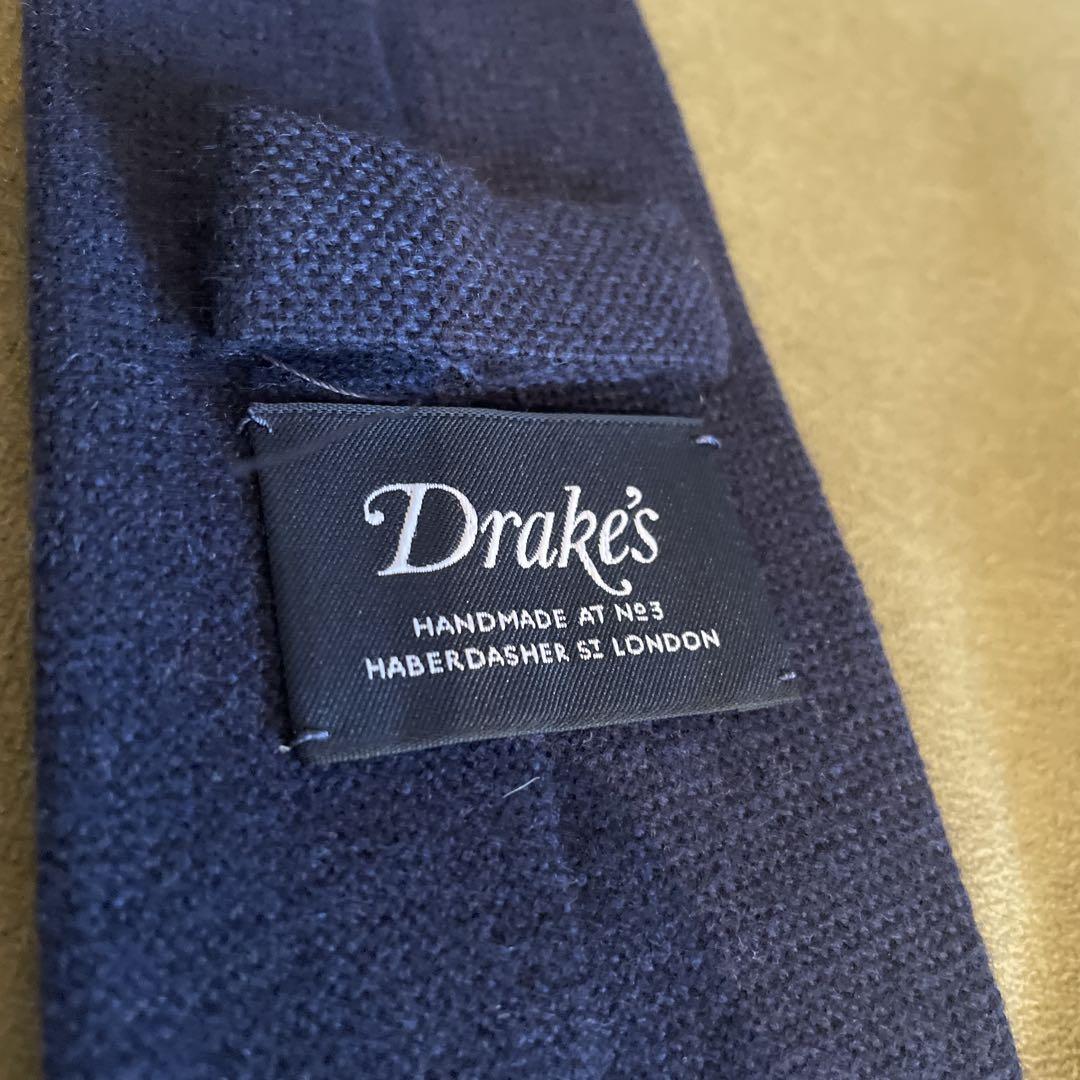 Drake's
HANDMADE AT Nº3
HABERDASHER ST LONDON